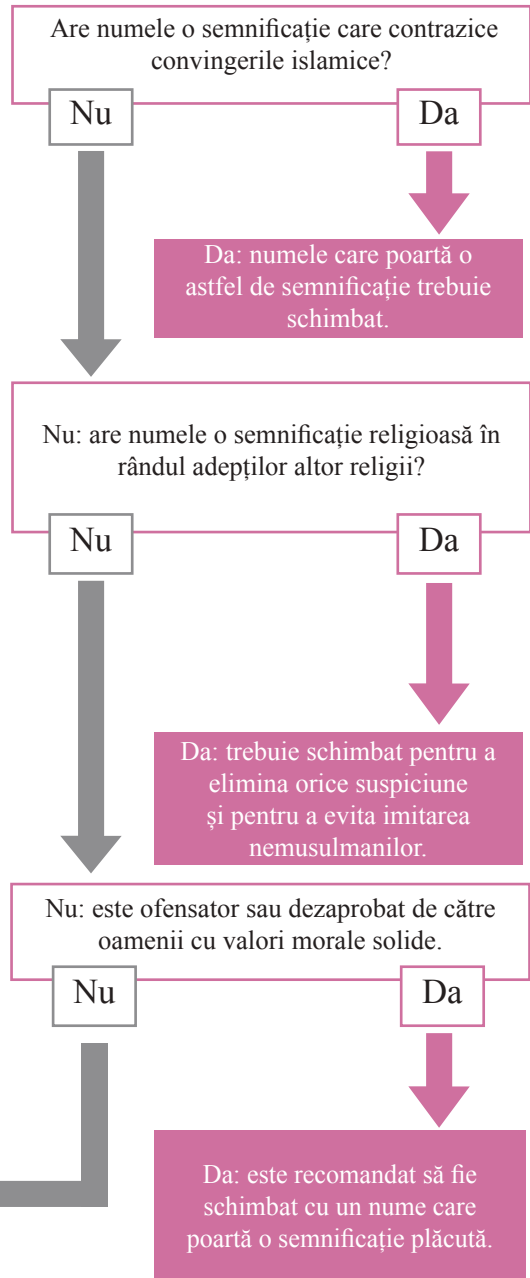 Are numele o semnificație care contrazice
convingerile islamice?
Nu
Da
Da: numele care poartă o
astfel de semnificație trebuie
schimbat.
Nu: are numele o semnificație religioasă în
rândul adepților altor religii?
Nu
Da
Da: trebuie schimbat pentru a
elimina orice suspiciune
și pentru a evita imitarea
nemusulmanilor.
Nu: este ofensator sau dezaprobat de către
oamenii cu valori morale solide.
Nu
Da
Da: este recomandat să fie
schimbat cu un nume care
poartă o semnificație plăcută.